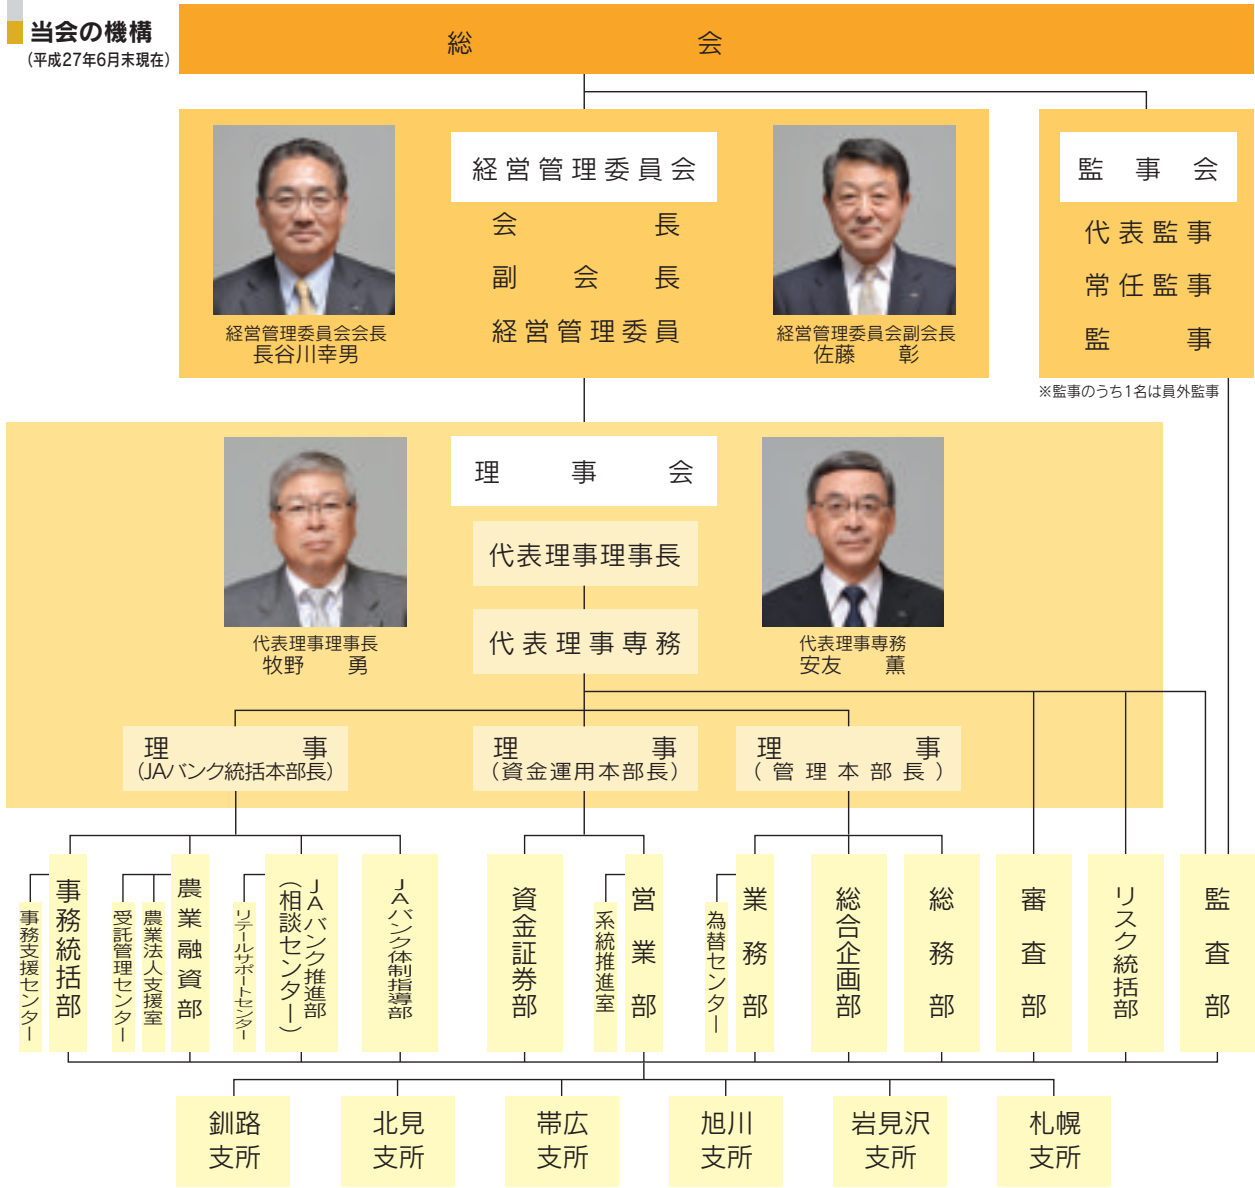 当会の機構
(平成27年6月末現在)
総会
経営管理委員会
会長
副会長
経営管理委員
経営管理委員会会長
長谷川幸男
経営管理委員会副会長
佐藤 彰
監事会
代表監事
常任監事
監事
※監事のうち1名は員外監事
理事会
代表理事理事長
代表理事専務
代表理事理事長
牧野 勇
代表理事専務
安友 薫
理事
(JAバンク統括本部長)
理事
(資金運用本部長)
理事
(管理本部長)
事務支援センター
事務統括部
受託管理センター
農業法人支援室
農業融資部
リテールサポートセンター
JAバンク推進部
(相談センター)
JAバンク体制指導部
資金証券部
系統推進室
営業部
為替センター
業務部
総合企画部
総務部
審査部
リスク統括部
監査部
釧路
支所
北見
支所
帯広
支所
旭川
支所
岩見沢
支所
札幌
支所